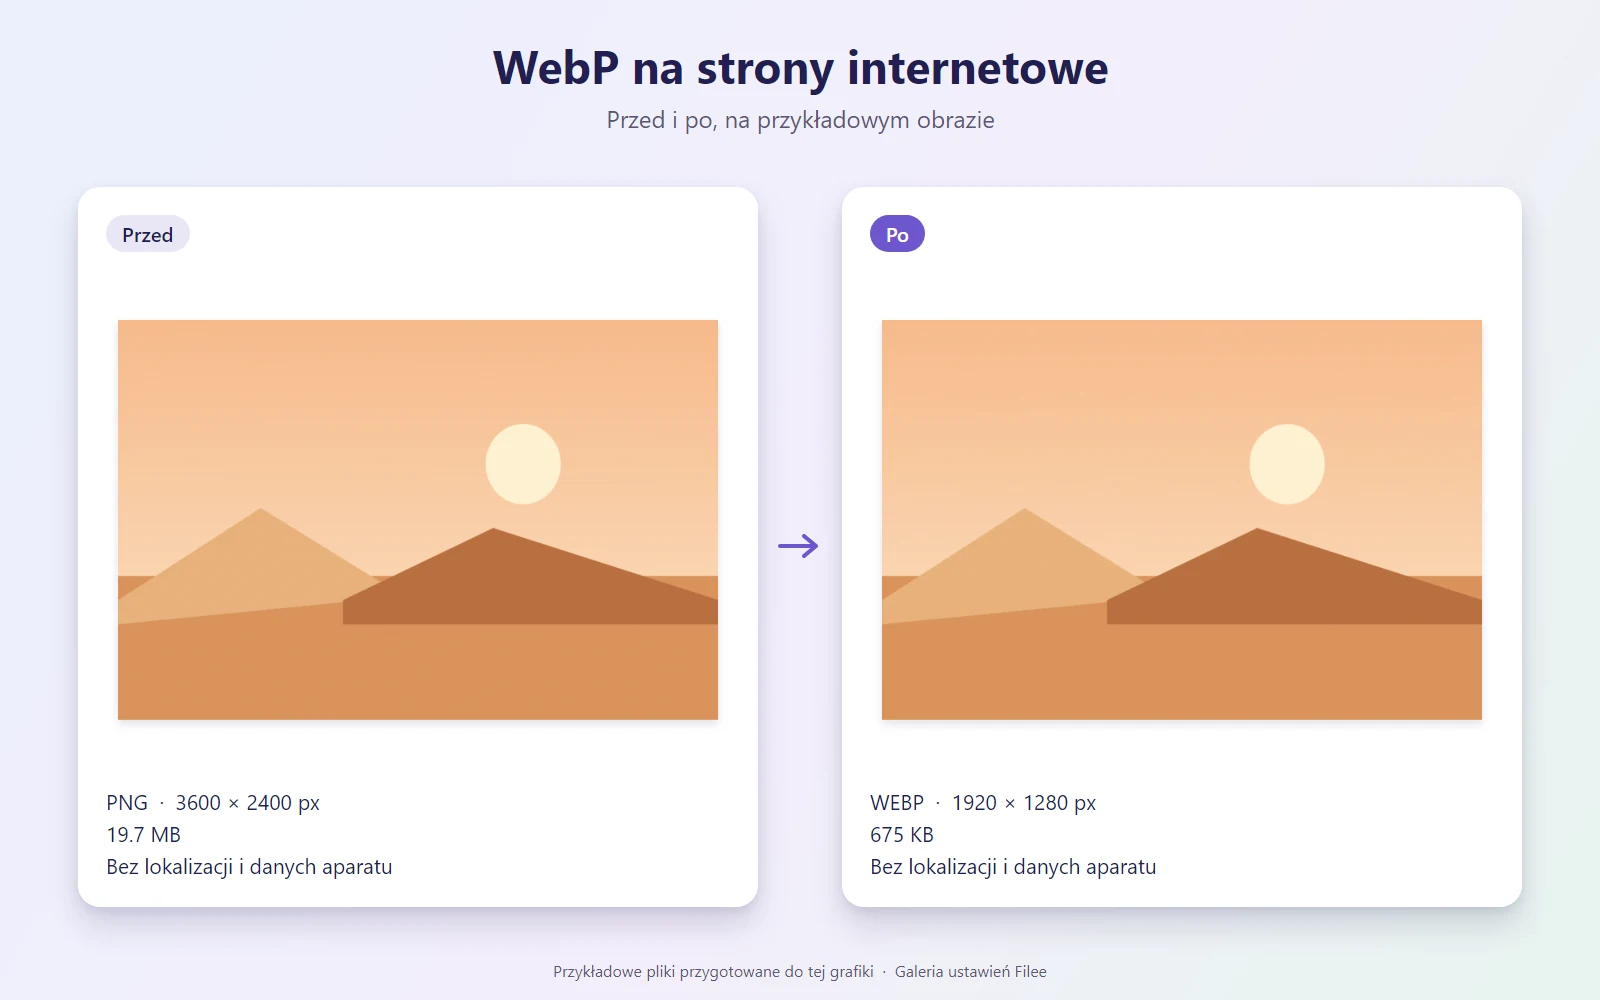 WebP na strony internetowe
Przed i po, na przykładowym obrazie
Przed
PNG · 3600 × 2400 px
19.7 MB
Bez lokalizacji i danych aparatu
Po
WEBP · 1920 × 1280 px
675 KB
Bez lokalizacji i danych aparatu
Przykładowe pliki przygotowane do tej grafiki · Galeria ustawień Filee